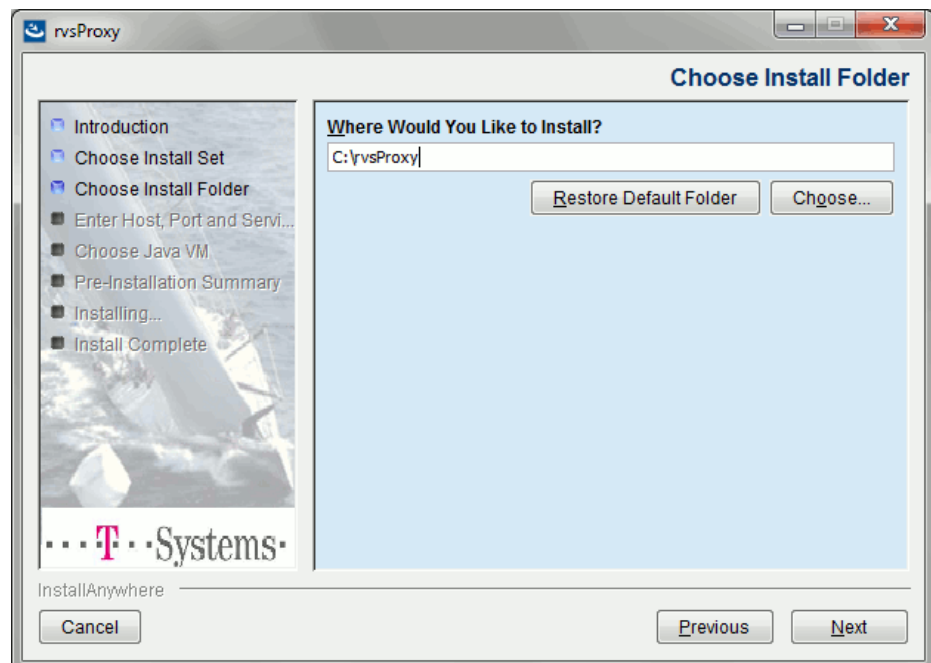 rvsProxy
Choose Install Folder
Introduction
Choose Install Set
Choose Install Folder
Enter Host, Port and Servi...
Choose Java VM
Pre-Installation Summary
Installing...
Install Complete
Where Would You Like to Install?
C:\rvsProxy
Restore Default Folder
Choose...
· · · T · · Systems·
InstallAnywhere
Cancel
Previous
Next